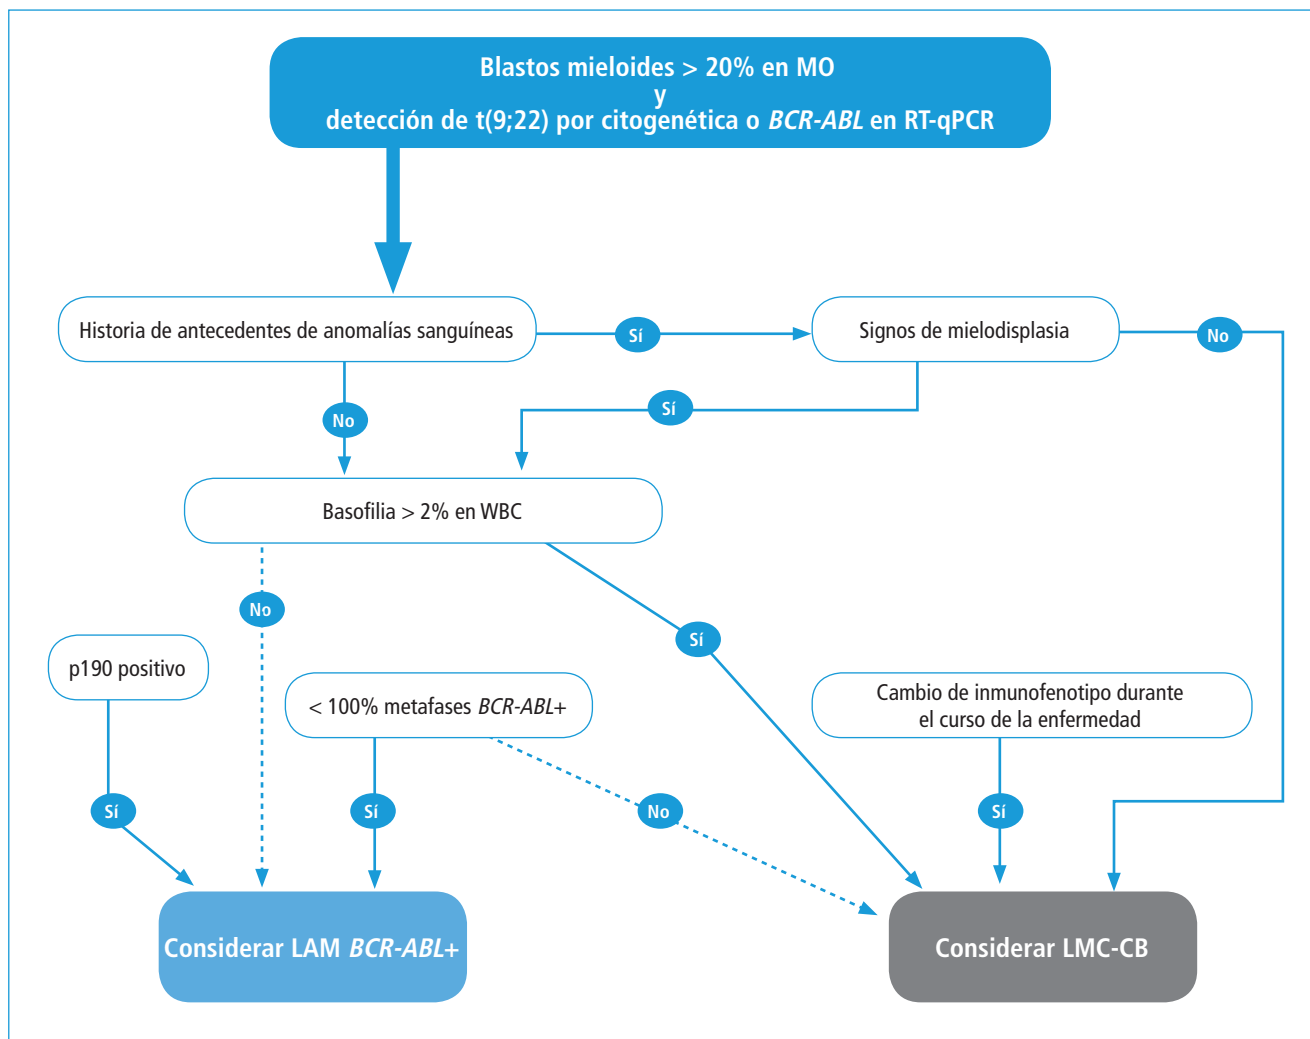 Blastos mieloides > 20% en MO
y
detección de t(9;22) por citogenética o BCR-ABL en RT-qPCR
Historia de antecedentes de anomalías sanguíneas
Sí
Signos de mielodisplasia
No
Sí
No
Basofilia > 2% en WBC
No
Sí
p190 positivo
< 100% metafases BCR-ABL+
Cambio de inmunofenotipo durante
el curso de la enfermedad
Sí
Sí
No
Sí
Considerar LAM BCR-ABL+
Considerar LMC-CB